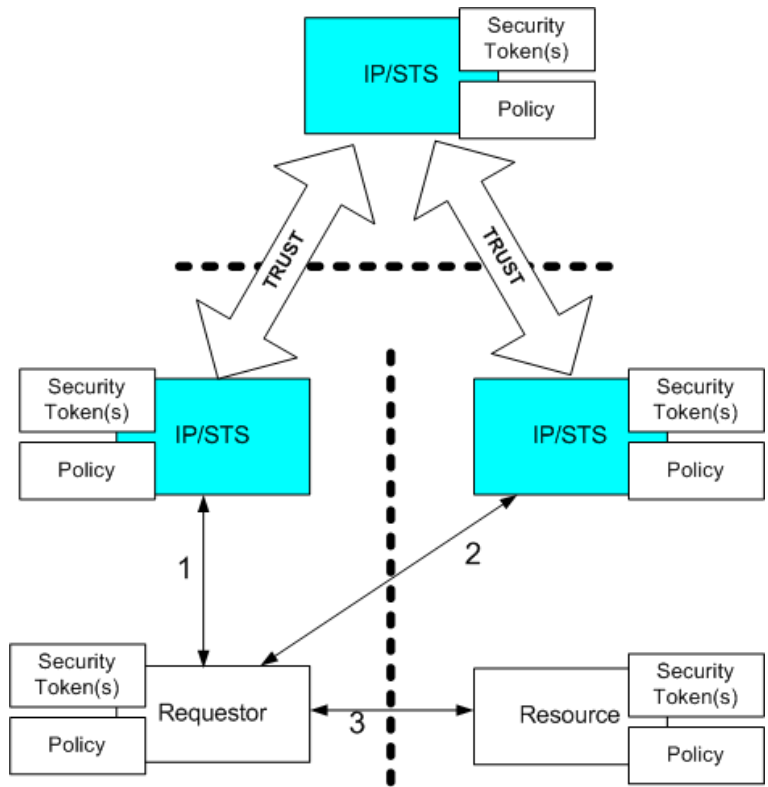 Security
Token(s)
IP/STS
Policy
TRUST
TRUST
Security
Token(s)
IP/STS
Policy
Security
Token(s)
IP/STS
Policy
1
2
Security
Token(s)
Requestor
Policy
3
Security
Token(s)
Resource
Policy